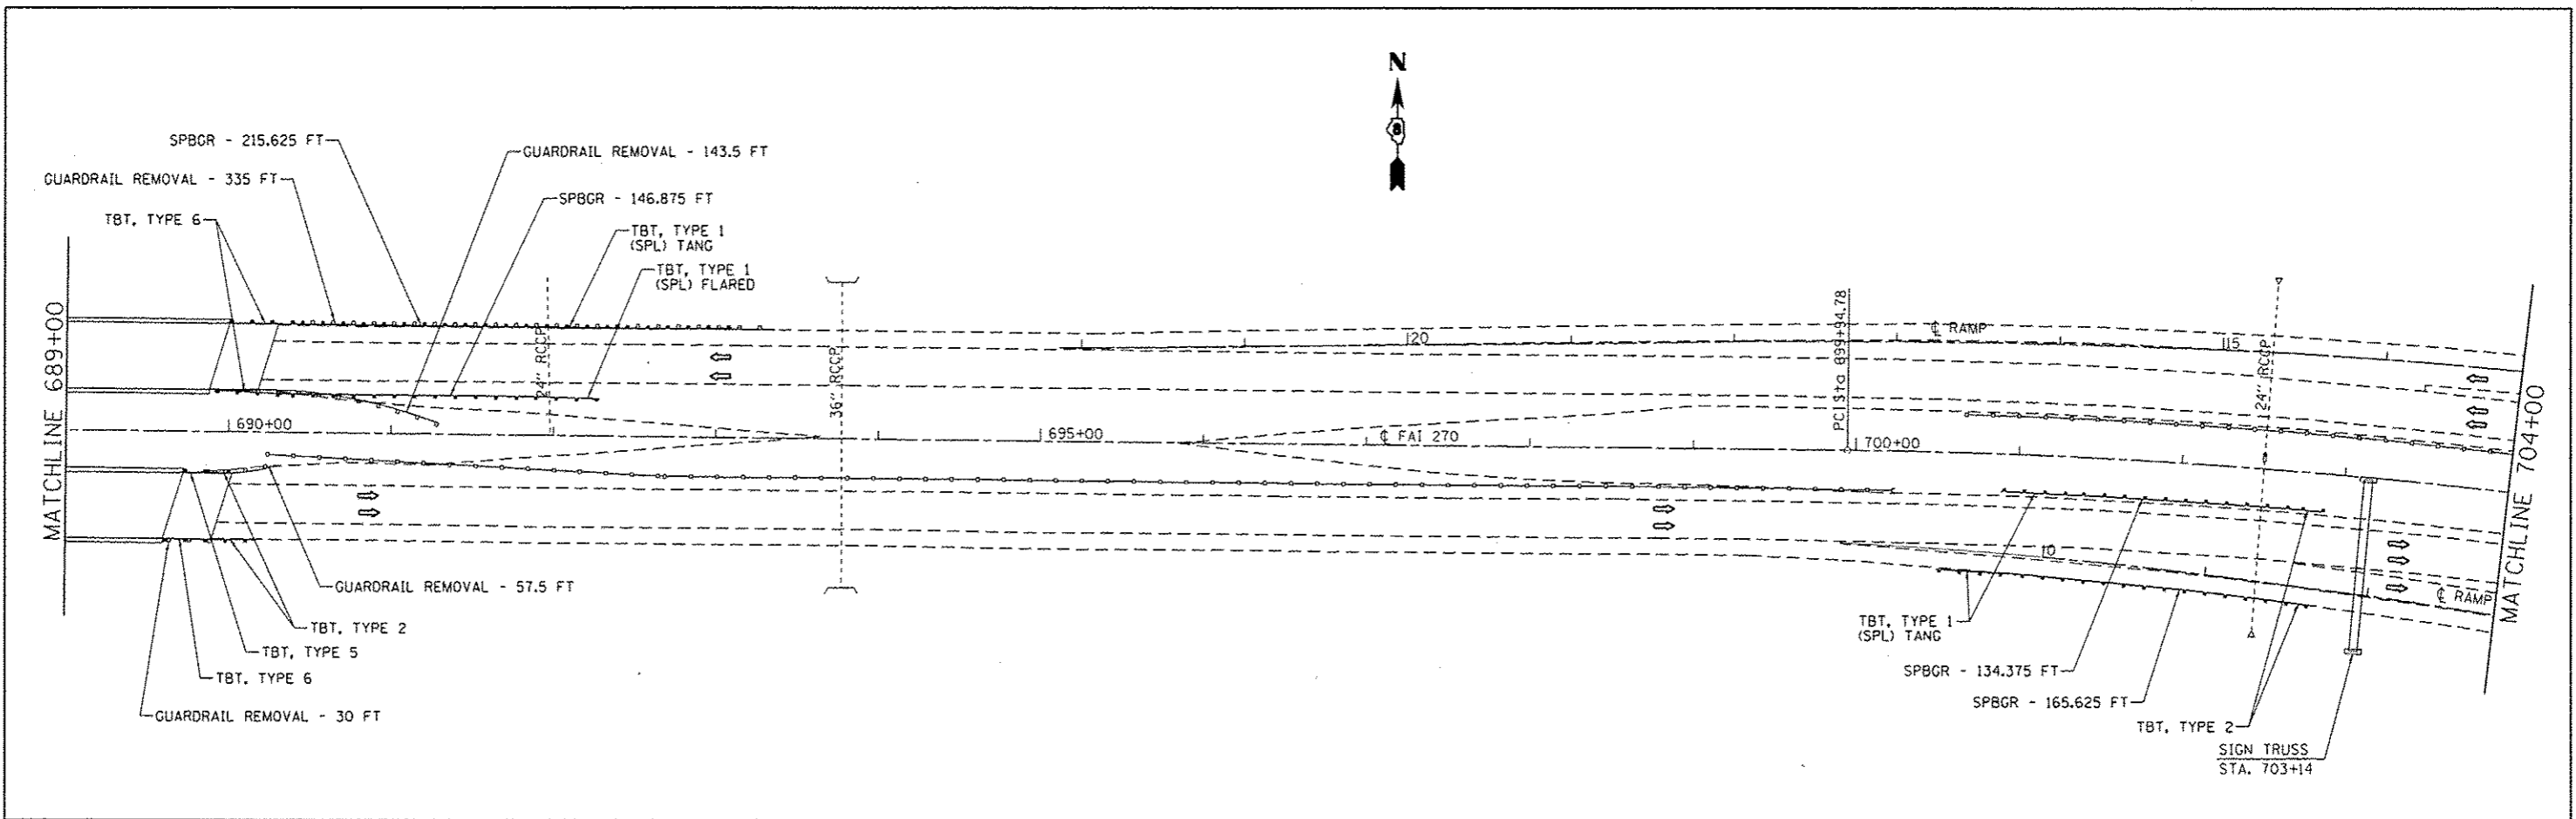 N
8
SPBGR - 215.625 FT
GUARDRAIL REMOVAL - 143.5 FT
GUARDRAIL REMOVAL - 335 FT
SPBGR - 146.875 FT
TBT, TYPE 6
TBT, TYPE 1
(SPL) TANG
TBT, TYPE 1
(SPL) FLARED
MATCHLINE 689+00
24" RCCP
36" RCCP
PCC Sta 899+94.78
120
℄ RAMP
115
24" RCCP
MATCHLINE 704+00
690+00
695+00
℄ FAI 270
700+00
110
℄ RAMP
GUARDRAIL REMOVAL - 57.5 FT
TBT, TYPE 2
TBT, TYPE 5
TBT, TYPE 6
GUARDRAIL REMOVAL - 30 FT
TBT, TYPE 1
(SPL) TANG
SPBGR - 134.375 FT
SPBGR - 165.625 FT
TBT, TYPE 2
SIGN TRUSS
STA. 703+14